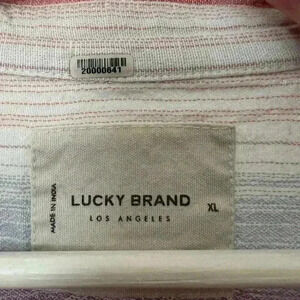 20000641
LUCKY BRAND
LOS ANGELES
XL
MADE IN INDIA